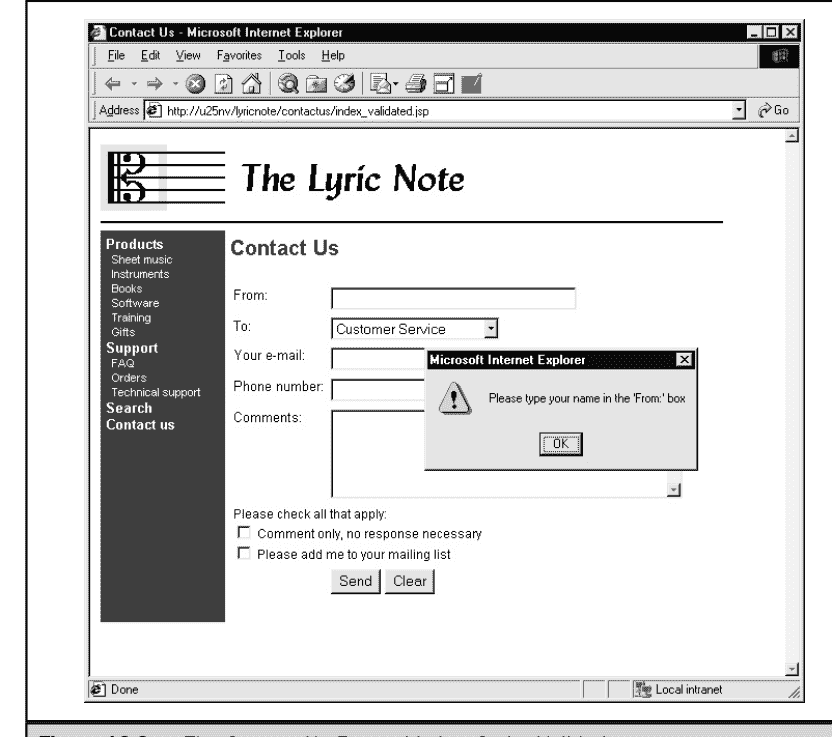 Contact Us - Microsoft Internet Explorer
File Edit View Favorites Tools Help
Address http://u25nv/lyricnote/contactus/index_validated.jsp Go
The Lyric Note
Products
Sheet music
Instruments
Books
Software
Training
Gifts
Support
FAQ
Orders
Technical support
Search
Contact us
Contact Us
From:
To: Customer Service
Your e-mail:
Phone number:
Comments:
Microsoft Internet Explorer
Please type your name in the 'From:' box
OK
Please check all that apply:
Comment only, no response necessary
Please add me to your mailing list
Send Clear
Done Local intranet